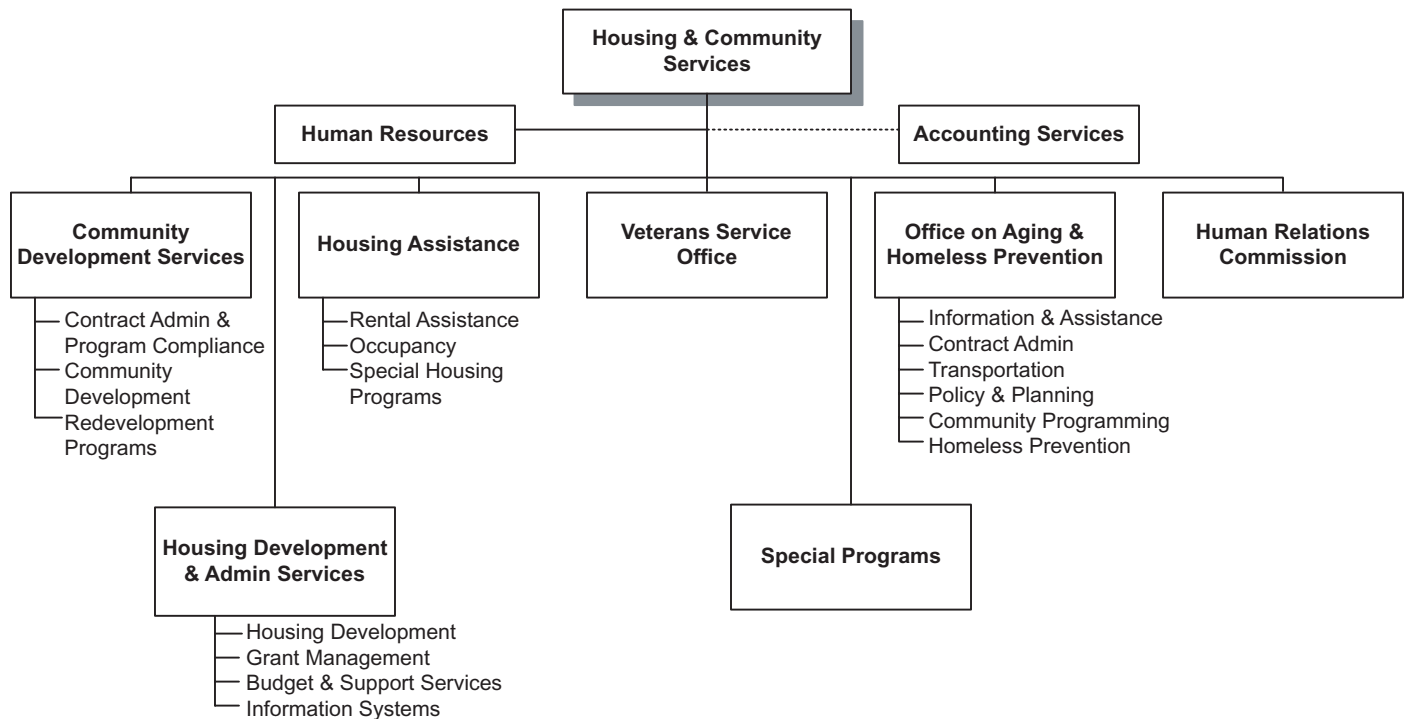 Housing & Community
Services
Human Resources
Accounting Services
Community
Development Services
Housing Assistance
Veterans Service
Office
Office on Aging &
Homeless Prevention
Human Relations
Commission
Contract Admin &
Program Compliance
Community
Development
Redevelopment
Programs
Rental Assistance
Occupancy
Special Housing
Programs
Information & Assistance
Contract Admin
Transportation
Policy & Planning
Community Programming
Homeless Prevention
Housing Development
& Admin Services
Special Programs
Housing Development
Grant Management
Budget & Support Services
Information Systems